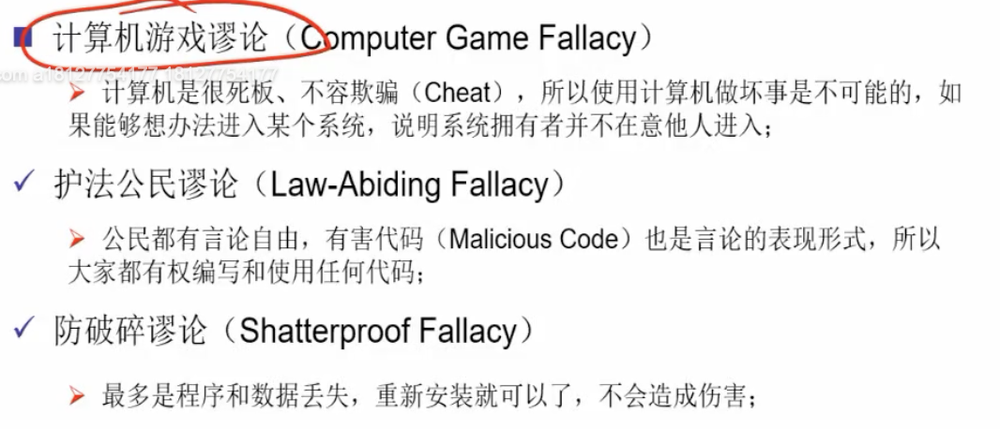 计算机游戏谬论（Computer Game Fallacy）
om a18127754177 18127754177
计算机是很死板、不容欺骗（Cheat），所以使用计算机做坏事是不可能的，如
果能够想办法进入某个系统，说明系统拥有者并不在意他人进入；
护法公民谬论（Law-Abiding Fallacy）
公民都有言论自由，有害代码（Malicious Code）也是言论的表现形式，所以
大家都有权编写和使用任何代码；
防破碎谬论（Shatterproof Fallacy）
最多是程序和数据丢失，重新安装就可以了，不会造成伤害；